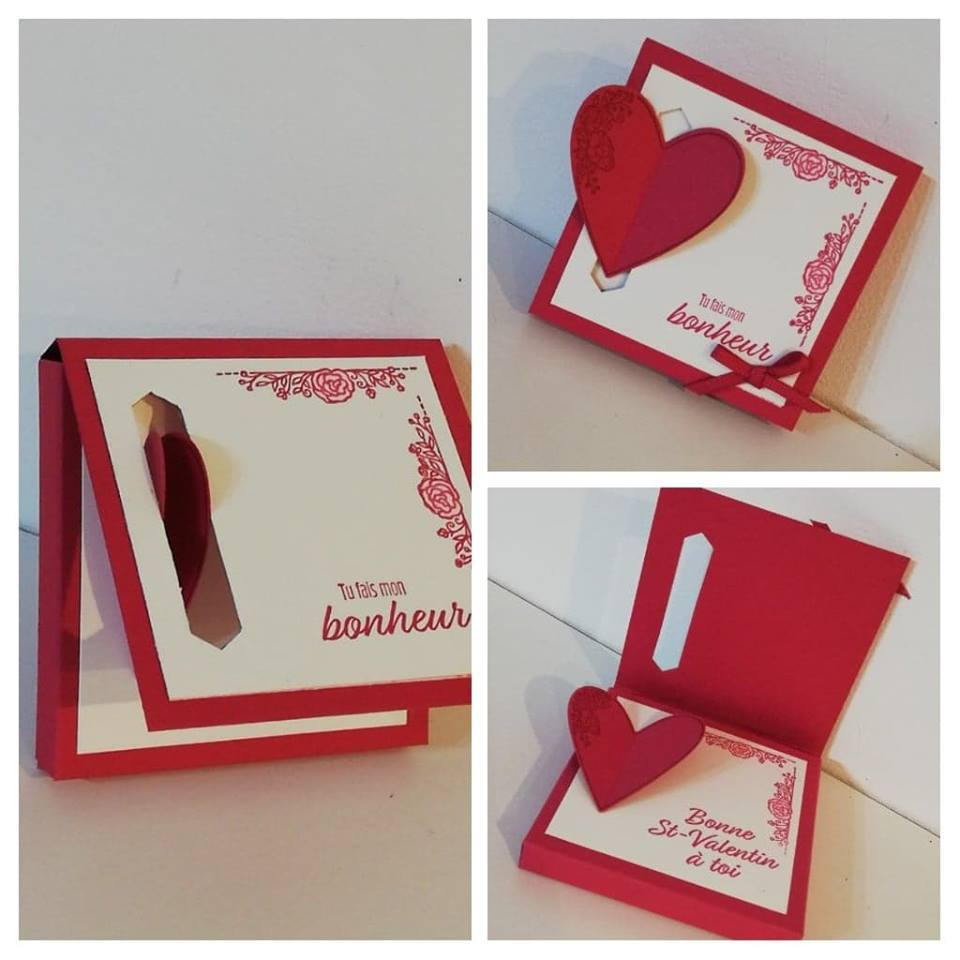 Tu fais mon
bonheur
Tu fais mon
bonheur
Bonne
St-Valentin
à toi